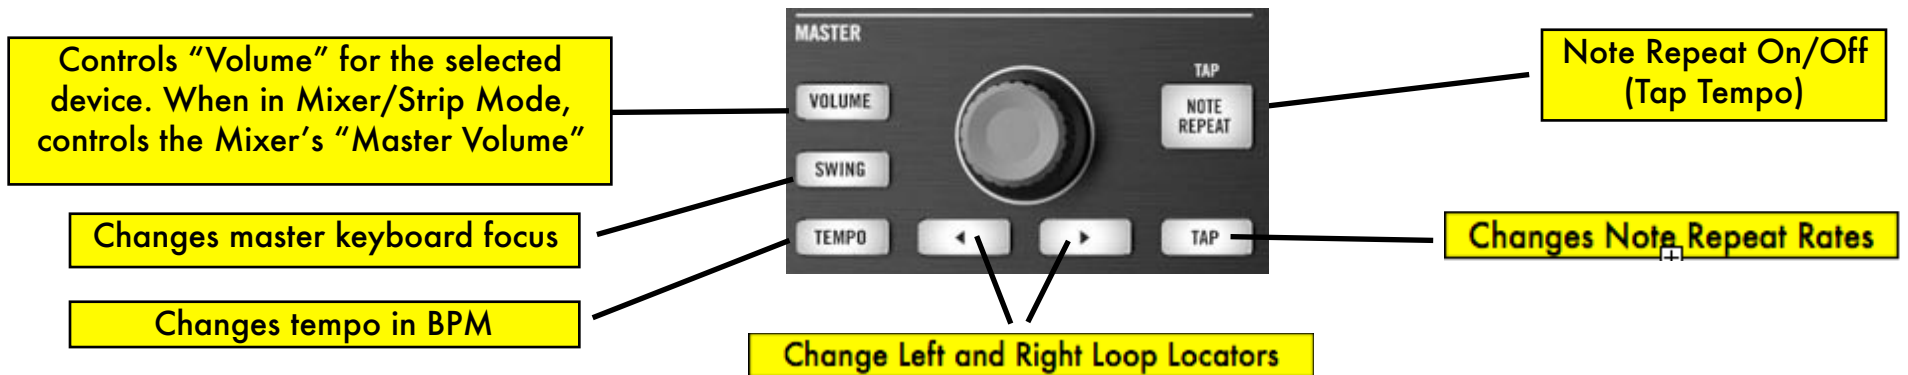 MASTER
Controls “Volume” for the selected
device. When in Mixer/Strip Mode,
controls the Mixer’s “Master Volume”
VOLUME
TAP
NOTE
REPEAT
Note Repeat On/Off
(Tap Tempo)
SWING
Changes master keyboard focus
TEMPO
TAP
Changes Note Repeat Rates
Changes tempo in BPM
Change Left and Right Loop Locators